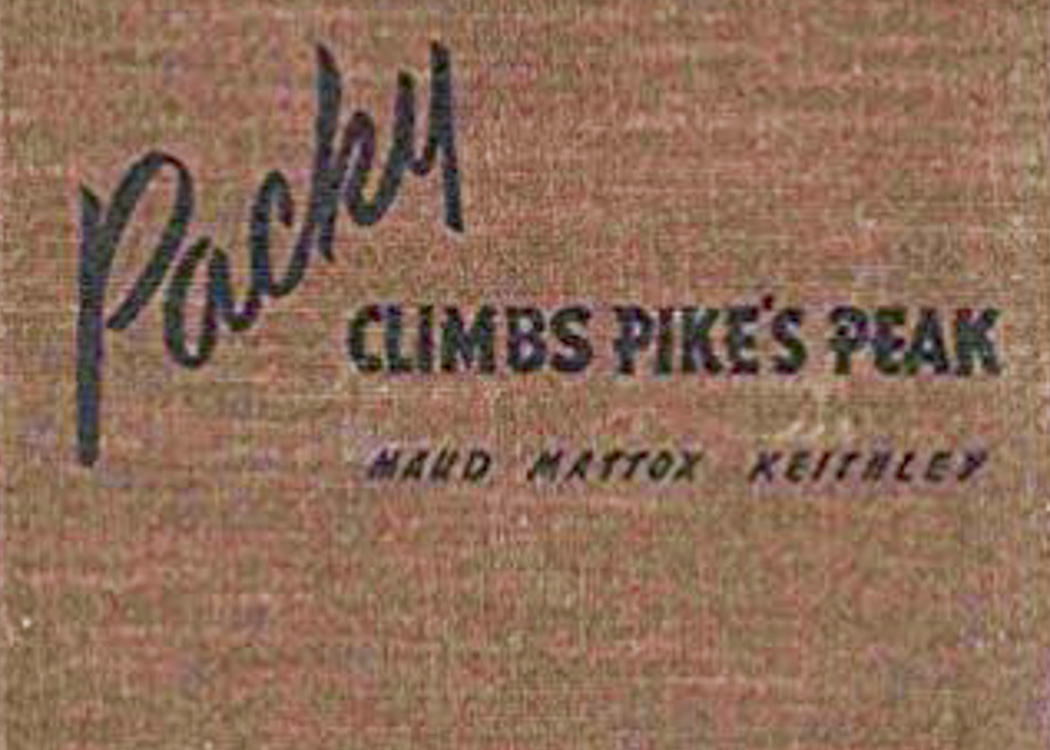 Packy
CLIMBS PIKE'S PEAK
MAUD MATTOX KEITHLEY